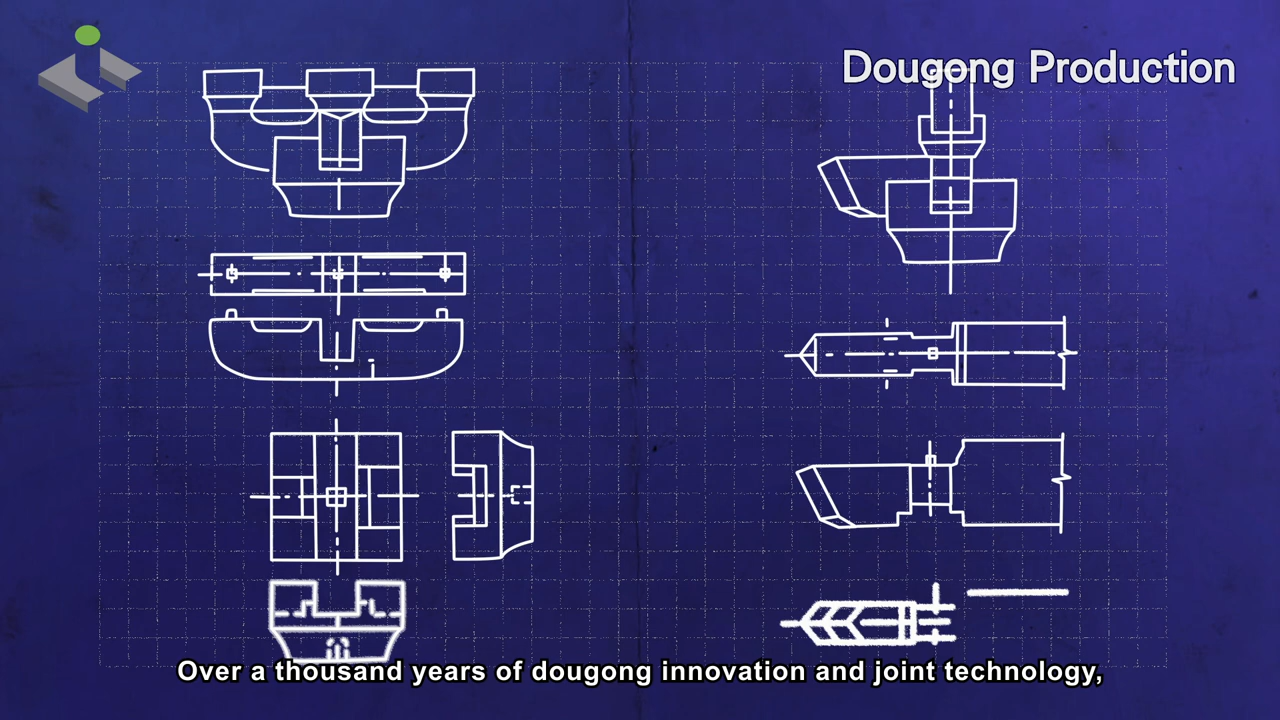 Dougong Production
Over a thousand years of dougong innovation and joint technology,